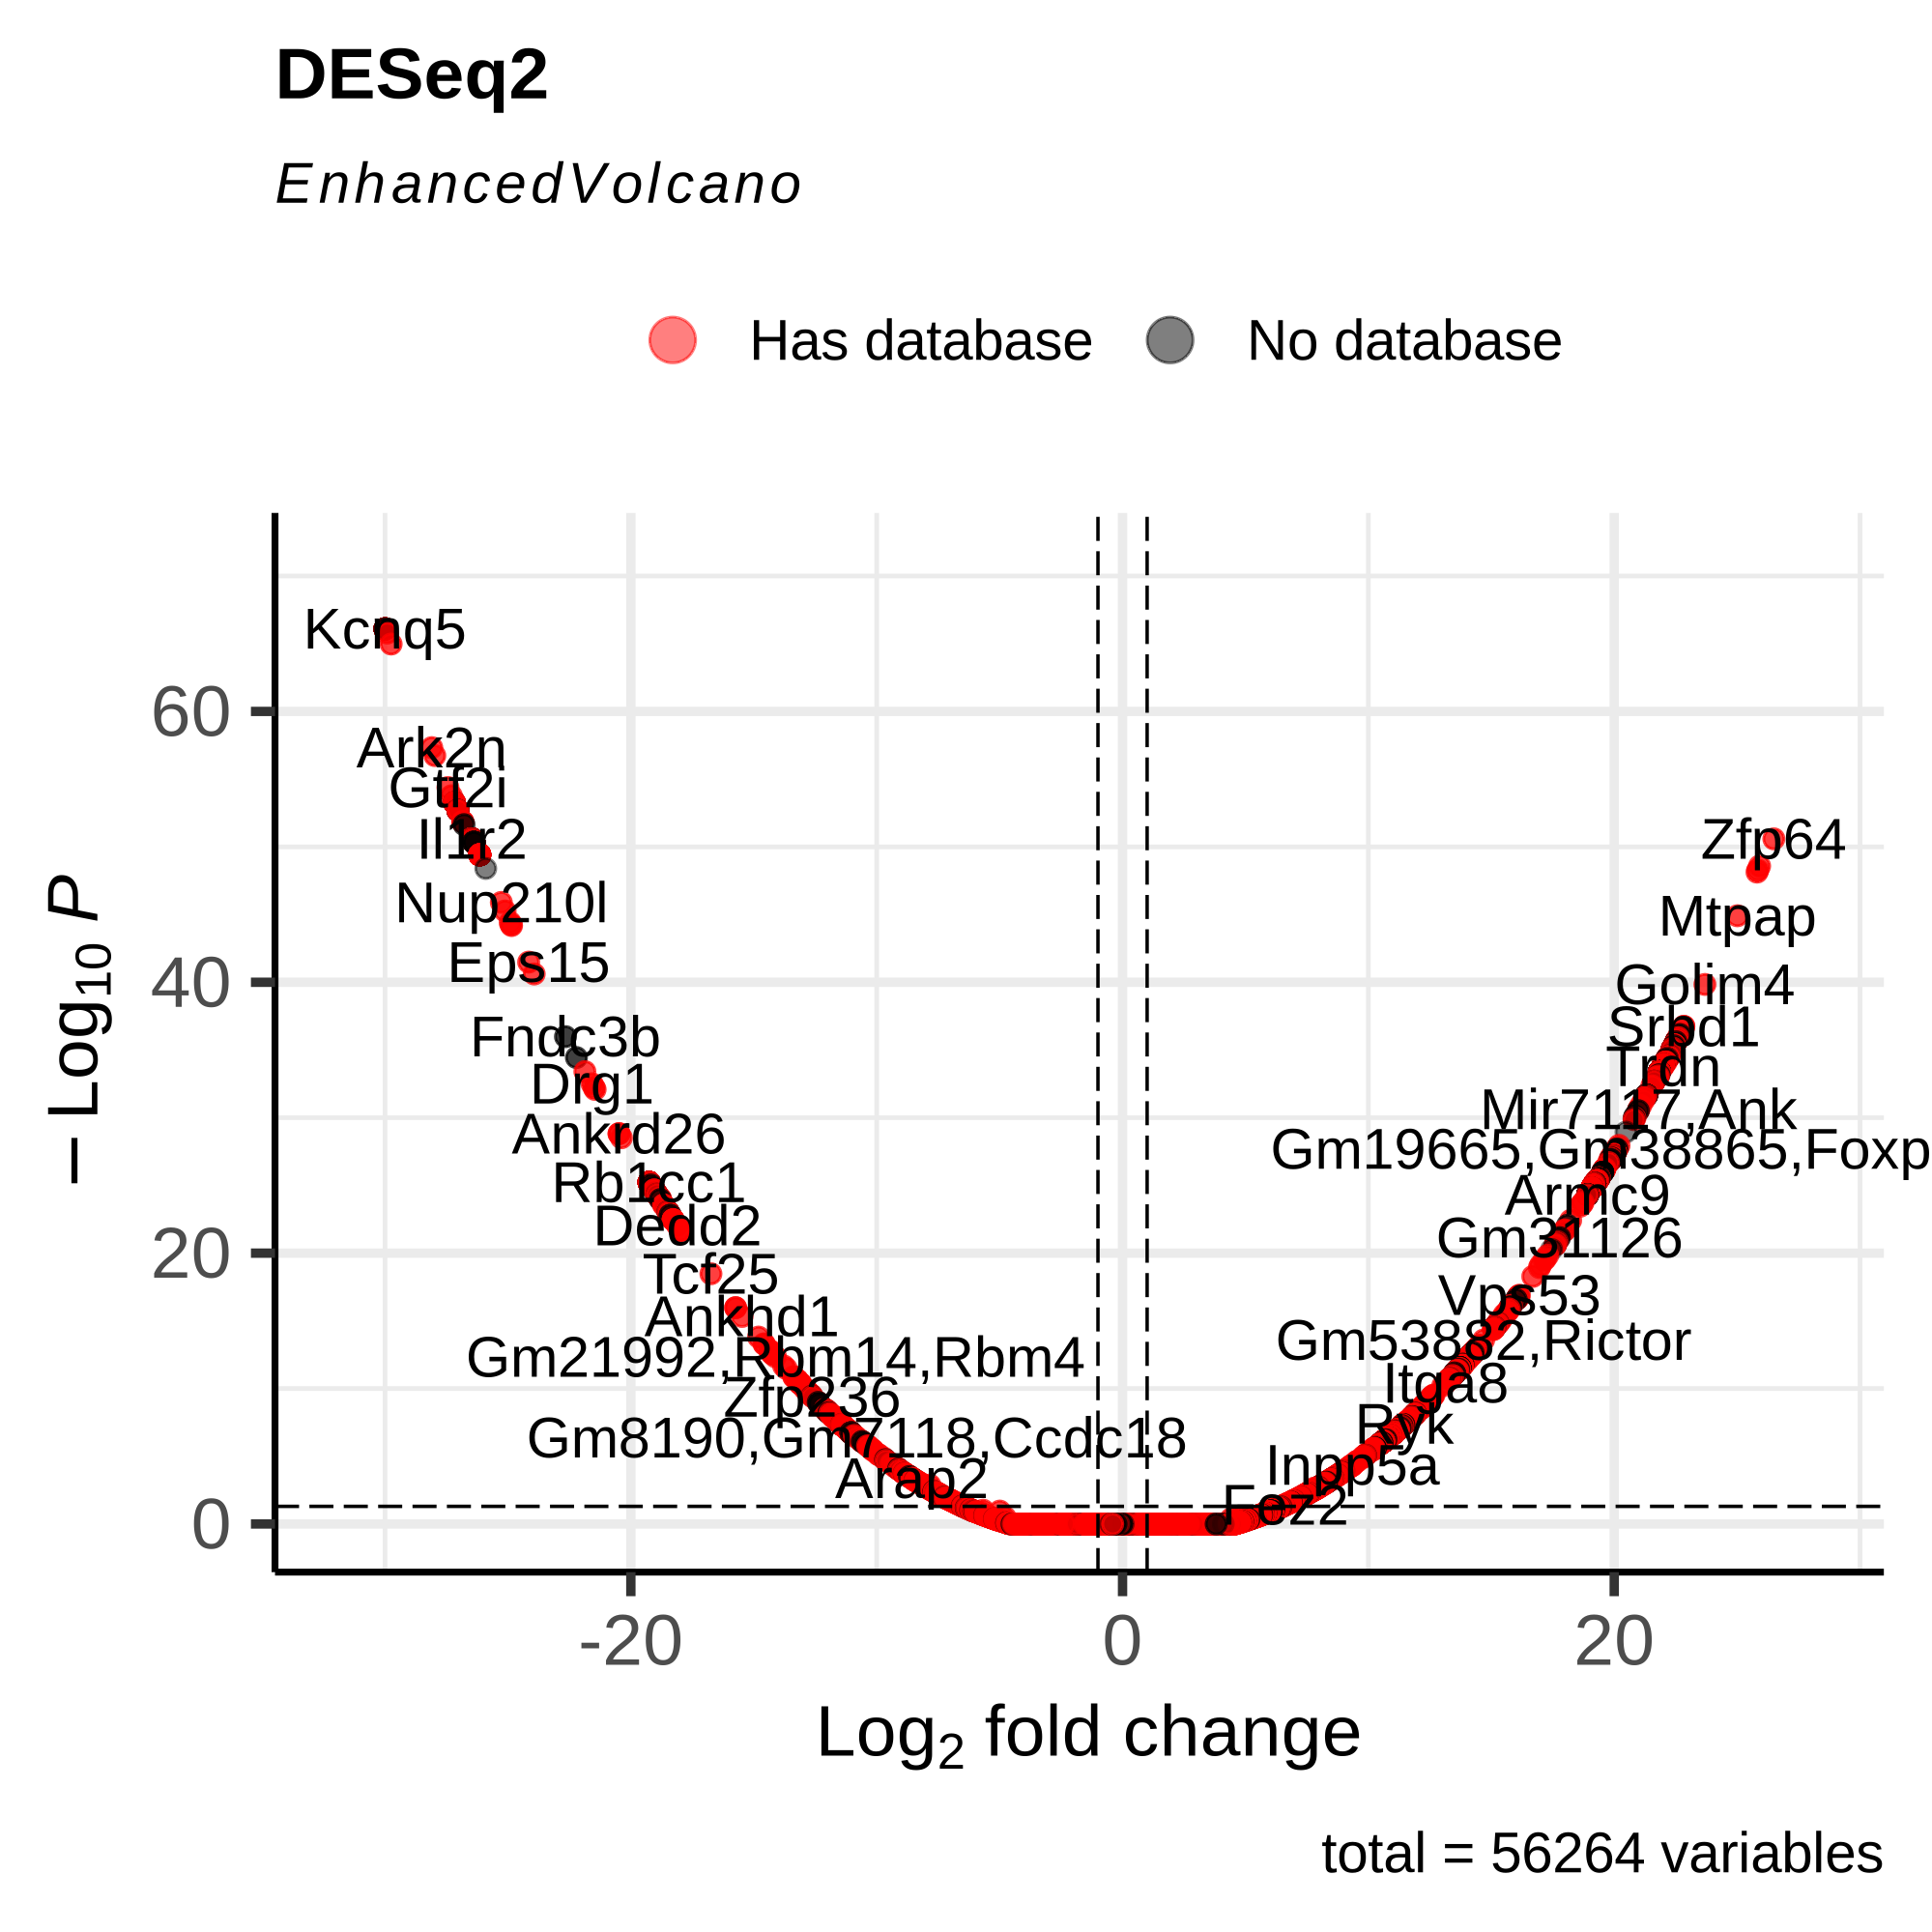 DESeq2
EnhancedVolcano
Has database
No database
Kcnq5
Ark2n
Gtf2i
Il1r2
Nup210l
Eps15
Fndc3b
Drg1
Ankrd26
Rb1cc1
Dedd2
Tcf25
Ankhd1
Gm21992,Rbm14,Rbm4
Zfp236
Gm8190,Gm7118,Ccdc18
Arap2
Zfp64
Mtpap
Golim4
Srbd1
Trdn
Mir7117,Ank
Gm19665,Gm38865,Foxp
Armc9
Gm31126
Vps53
Gm53882,Rictor
Itga8
Ryk
Inpp5a
Foz2
60
40
20
0
− Log10 P
-20
0
20
Log2 fold change
total = 56264 variables